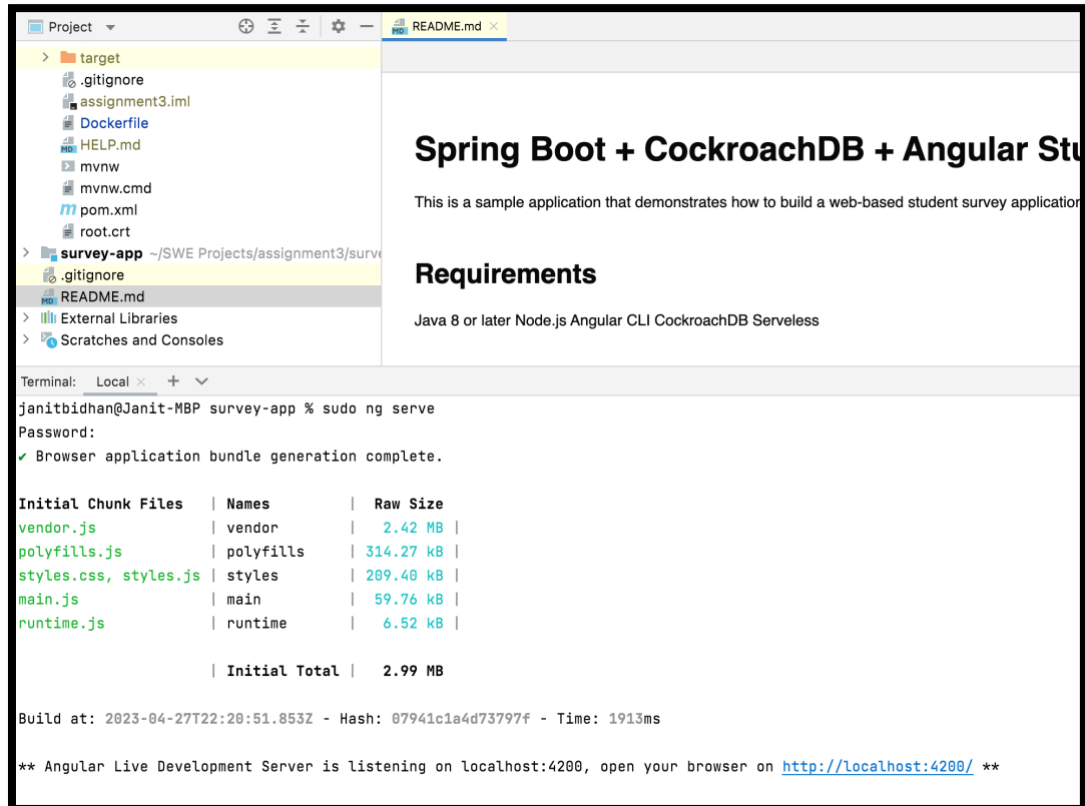 Project
README.md
target
.gitignore
assignment3.iml
Dockerfile
MD HELP.md
mvnw
mvnw.cmd
m pom.xml
root.crt
survey-app ~/SWE Projects/assignment3/surve
.gitignore
MD README.md
External Libraries
Scratches and Consoles
Spring Boot + CockroachDB + Angular Stu
This is a sample application that demonstrates how to build a web-based student survey application
Requirements
Java 8 or later Node.js Angular CLI CockroachDB Serveless
Terminal: Local
janitbidhan@Janit-MBP survey-app % sudo ng serve
Password:
✔ Browser application bundle generation complete.
Initial Chunk Files | Names | Raw Size
vendor.js | vendor | 2.42 MB |
polyfills.js | polyfills | 314.27 kB |
styles.css, styles.js | styles | 209.40 kB |
main.js | main | 59.76 kB |
runtime.js | runtime | 6.52 kB |
| Initial Total | 2.99 MB
Build at: 2023-04-27T22:20:51.853Z - Hash: 07941c1a4d73797f - Time: 1913ms
** Angular Live Development Server is listening on localhost:4200, open your browser on http://localhost:4200/ **